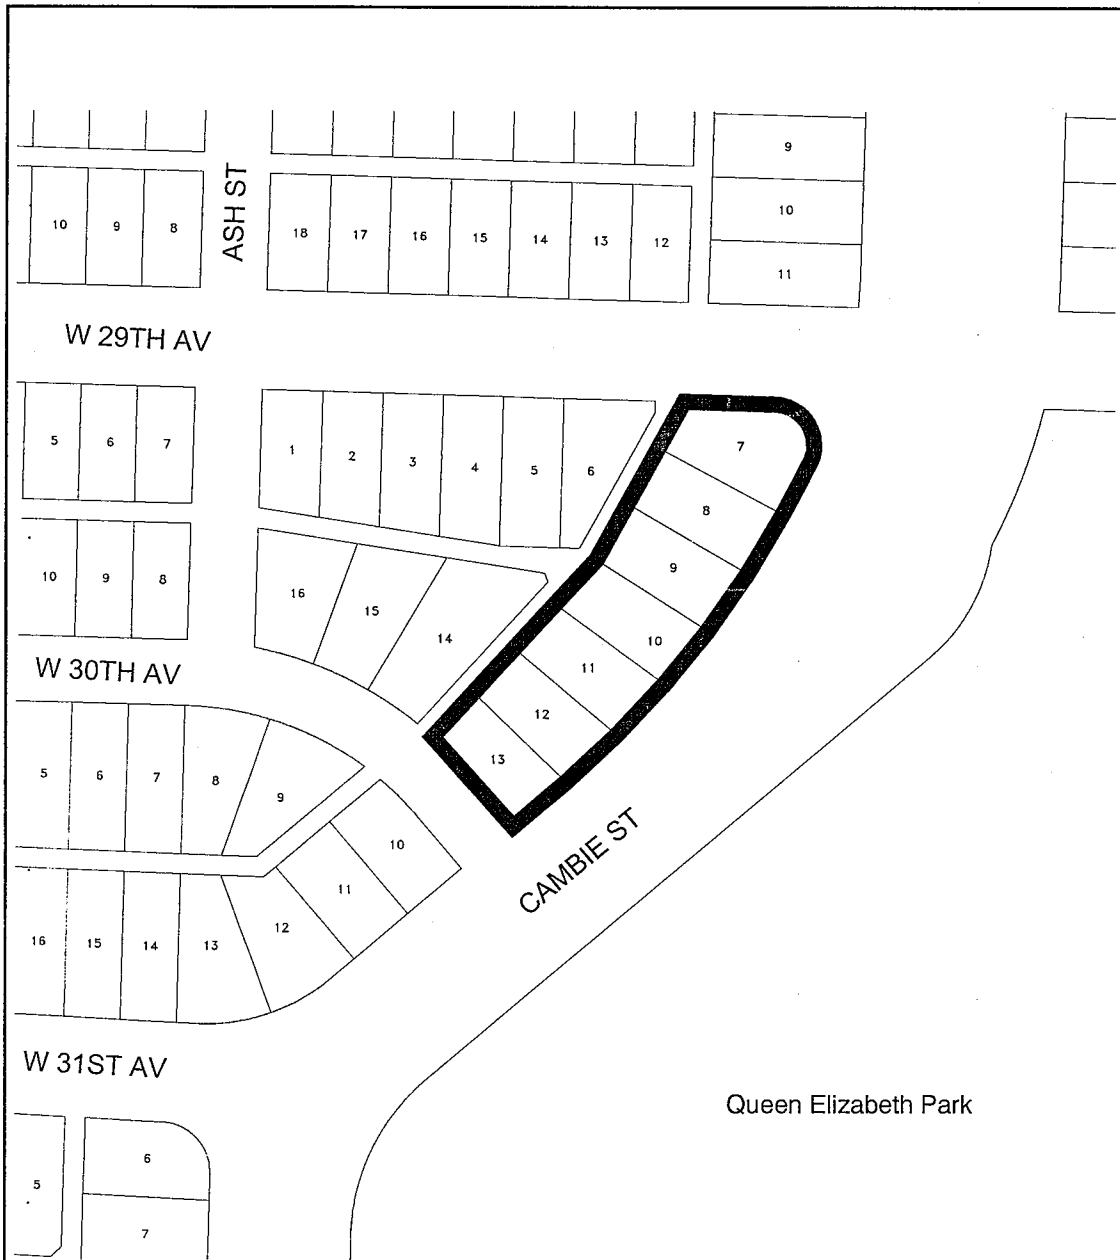 9
10
11
10 9 8
ASH ST
18 17 16 15 14 13 12
W 29TH AV
5 6 7
1 2 3 4 5 6
7
8
9
10
11
12
13
10 9 8
16 15 14
W 30TH AV
5 6 7 8 9
10
11
12
16 15 14 13
CAMBIE ST
W 31ST AV
Queen Elizabeth Park
5
6
7